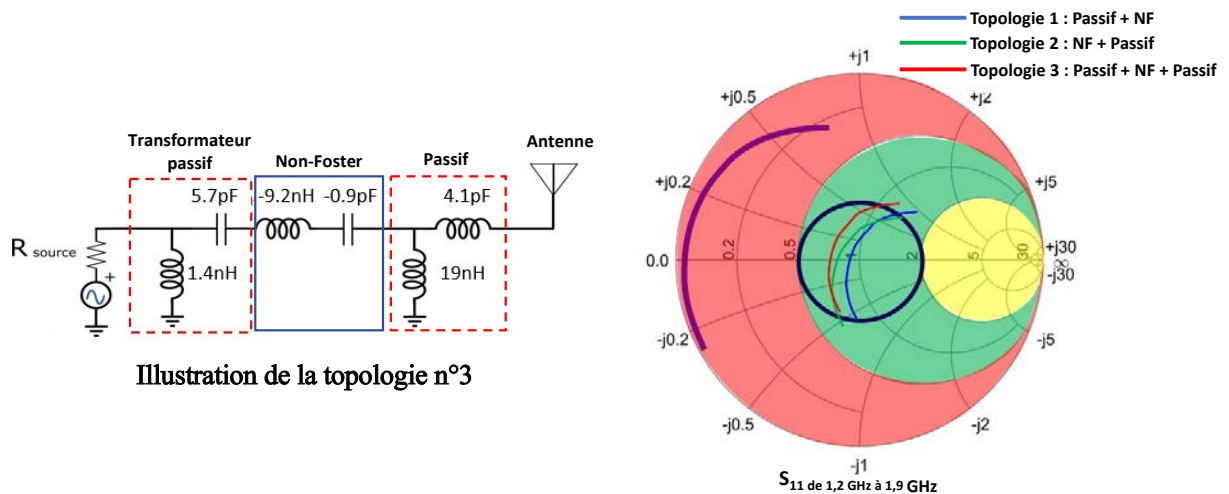 Topologie 1 : Passif + NF
Topologie 2 : NF + Passif
Topologie 3 : Passif + NF + Passif
Transformateur
passif
Non-Foster
Passif
Antenne
5.7pF
-9.2nH
-0.9pF
4.1pF
R source
+
1.4nH
19nH
Illustration de la topologie n°3
+j1
+j0.5
+j2
+j0.2
+j5
0.0
0.2
0.5
1
2
5
30
+j30
∞
-j30
-j0.2
-j5
-j0.5
-j2
-j1
S11 de 1,2 GHz à 1,9 GHz